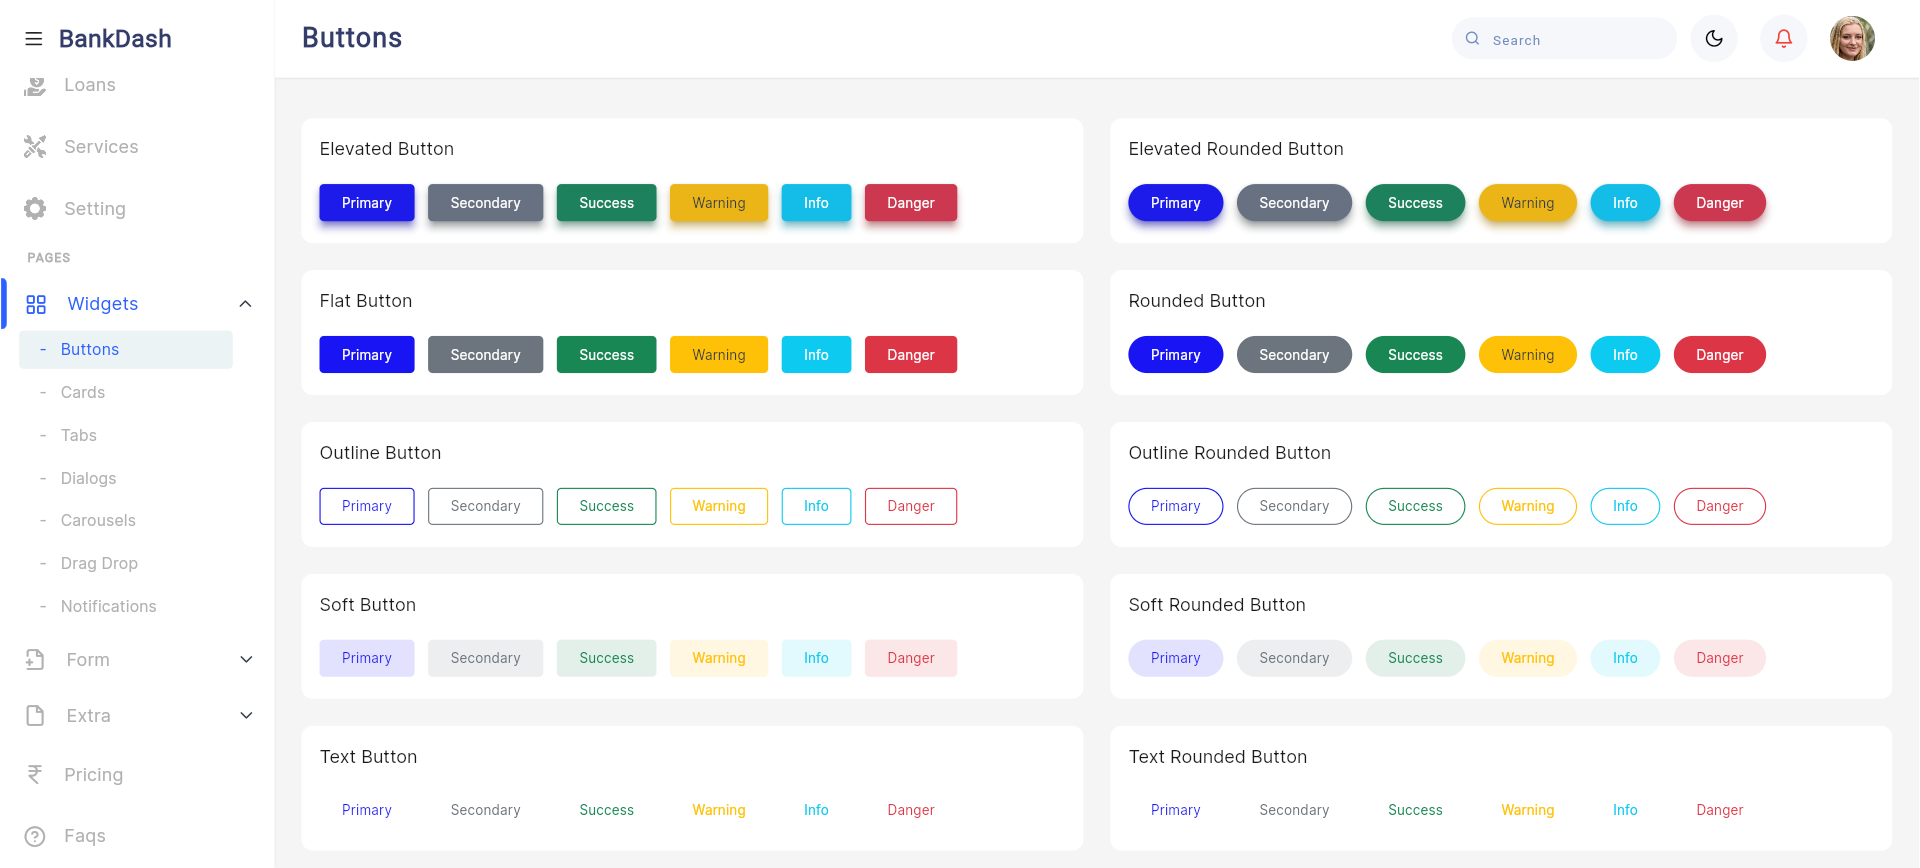 BankDash
Buttons
Search
Loans
Services
Setting
PAGES
Widgets
- Buttons
- Cards
- Tabs
- Dialogs
- Carousels
- Drag Drop
- Notifications
Form
Extra
Pricing
Faqs
Elevated Button
Primary Secondary Success Warning Info Danger
Elevated Rounded Button
Primary Secondary Success Warning Info Danger
Flat Button
Primary Secondary Success Warning Info Danger
Rounded Button
Primary Secondary Success Warning Info Danger
Outline Button
Primary Secondary Success Warning Info Danger
Outline Rounded Button
Primary Secondary Success Warning Info Danger
Soft Button
Primary Secondary Success Warning Info Danger
Soft Rounded Button
Primary Secondary Success Warning Info Danger
Text Button
Primary Secondary Success Warning Info Danger
Text Rounded Button
Primary Secondary Success Warning Info Danger